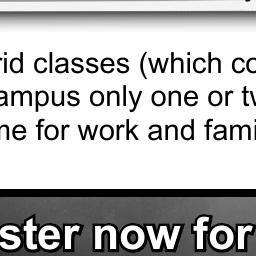 rid classes (which co
ampus only one or tw
me for work and fami
ster now for